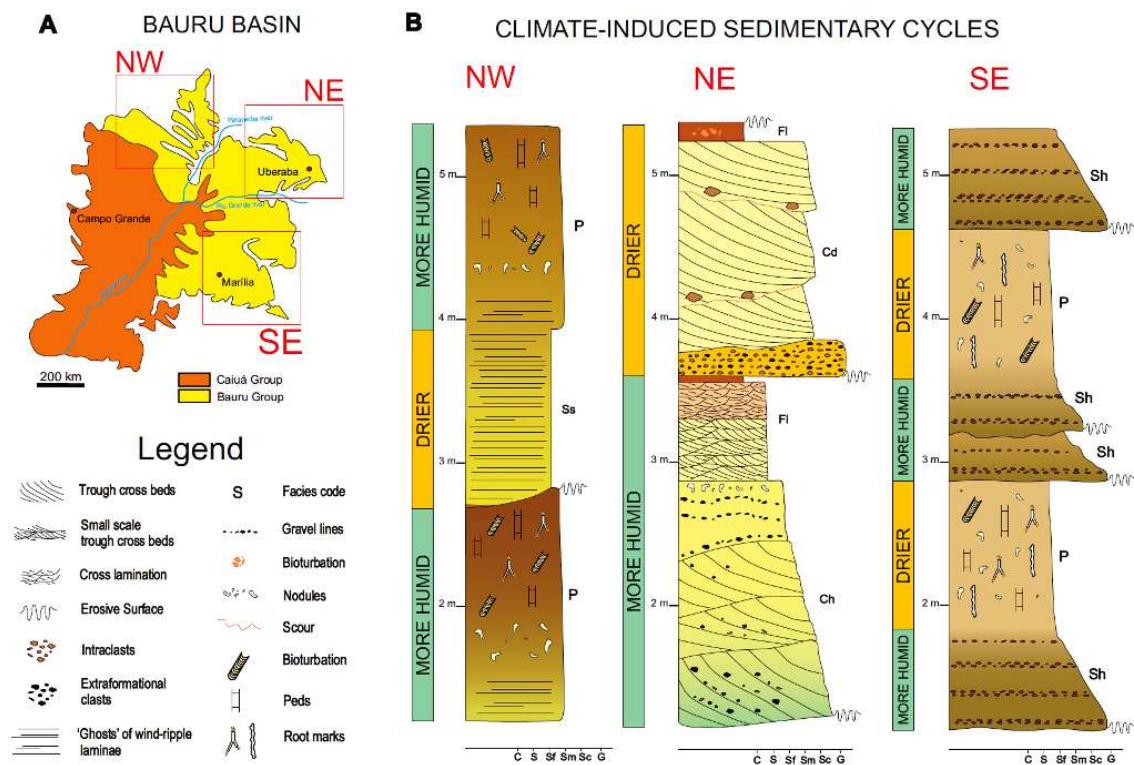 A
BAURU BASIN
NW
NE
SE
Paranaíba river
Rio Grande river
Uberaba
Campo Grande
Marília
200 km
Caiuá Group
Bauru Group
Legend
Trough cross beds
Small scale
trough cross beds
Cross lamination
Erosive Surface
Intraclasts
Extraformational
clasts
'Ghosts' of wind-ripple
laminae
S
Facies code
Gravel lines
Bioturbation
Nodules
Scour
Bioturbation
Peds
Root marks
B
CLIMATE-INDUCED SEDIMENTARY CYCLES
NW
MORE HUMID
DRIER
MORE HUMID
5 m
4 m
3 m
2 m
P
Ss
P
C S Sf Sm Sc G
NE
DRIER
MORE HUMID
5 m
4 m
3 m
2 m
Fl
Cd
Fl
Ch
C S Sf Sm Sc G
SE
MORE HUMID
DRIER
MORE HUMID
DRIER
MORE HUMID
5 m
4 m
3 m
2 m
Sh
P
Sh
Sh
P
Sh
C S Sf Sm Sc G